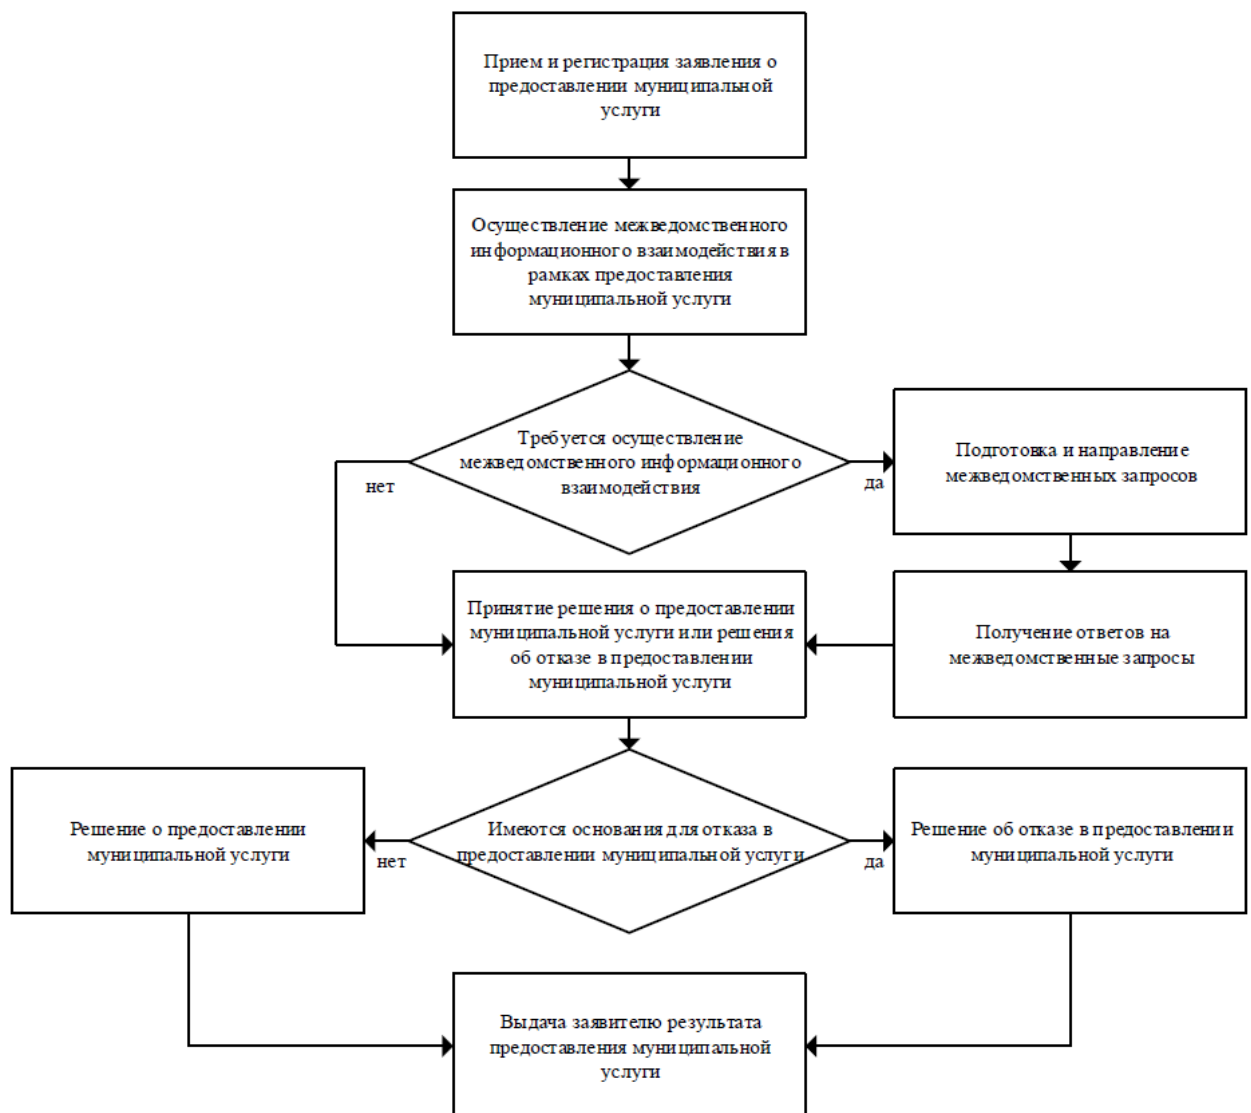 Прием и регистрация заявления о
предоставлении муниципальной
услуги
Осуществление межведомственного
информационного взаимодействия в
рамках предоставления
муниципальной услуги
Требуется осуществление
межведомственного информационного
взаимодействия
нет
да
Подготовка и направление
межведомственных запросов
Принятие решения о предоставлении
муниципальной услуги или решения
об отказе в предоставлении
муниципальной услуги
Получение ответов на
межведомственные запросы
Решение о предоставлении
муниципальной услуги
нет
Имеются основания для отказа в
предоставлении муниципальной услуги
да
Решение об отказе в предоставлении
муниципальной услуги
Выдача заявителю результата
предоставления муниципальной
услуги